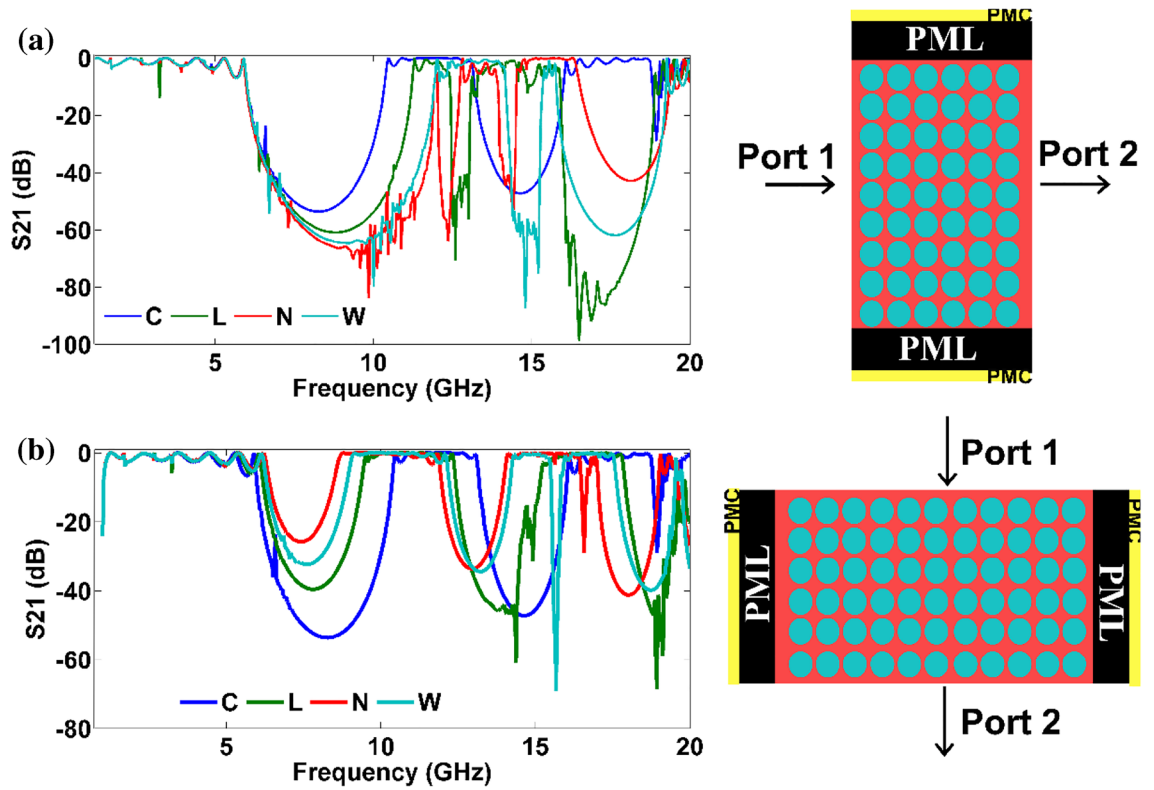 (a)
0
-20
-40
-60
-80
-100
S21 (dB)
C L N W
5 10 15 20
Frequency (GHz)
PMC
PML
Port 1
Port 2
PML
PMC
(b)
0
-20
-40
-60
-80
S21 (dB)
C L N W
5 10 15 20
Frequency (GHz)
Port 1
PMC
PML
PML
PMC
Port 2